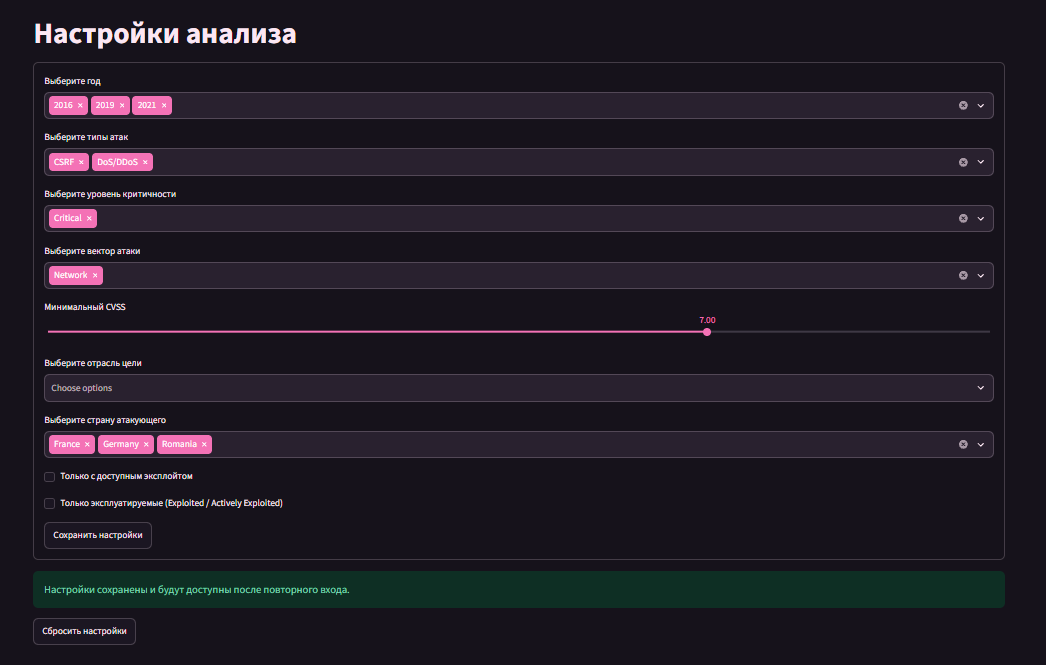 Настройки анализа
Выберите год
2016 × 2019 × 2021 ×
Выберите типы атак
CSRF × DoS/DDoS ×
Выберите уровень критичности
Critical ×
Выберите вектор атаки
Network ×
Минимальный CVSS
7.00
Выберите отрасль цели
Choose options
Выберите страну атакующего
France × Germany × Romania ×
Только с доступным эксплойтом
Только эксплуатируемые (Exploited / Actively Exploited)
Сохранить настройки
Настройки сохранены и будут доступны после повторного входа.
Сбросить настройки